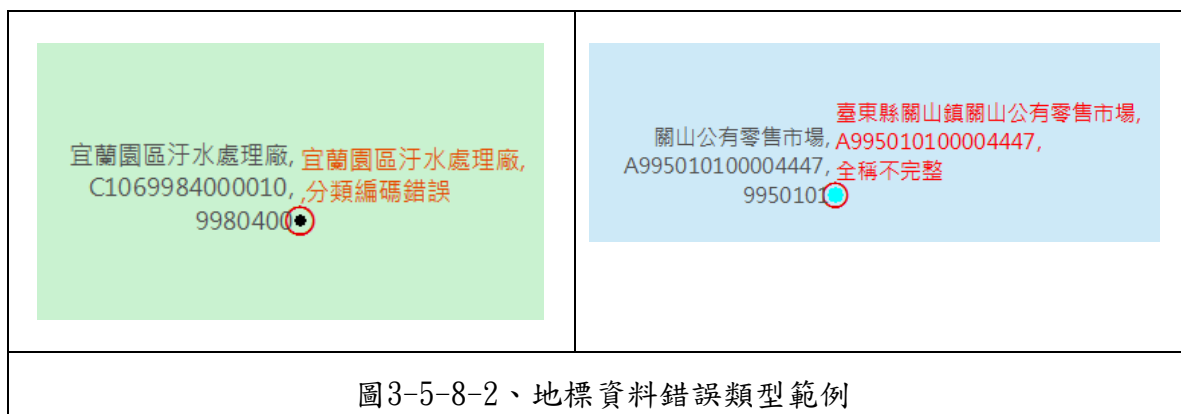 宜蘭園區汙水處理廠,
C1069984000010,
9980400
宜蘭園區汙水處理廠,
,分類編碼錯誤
關山公有零售市場,
A995010100004447,
9950101
臺東縣關山鎮關山公有零售市場,
A995010100004447,
全稱不完整
圖3-5-8-2、地標資料錯誤類型範例